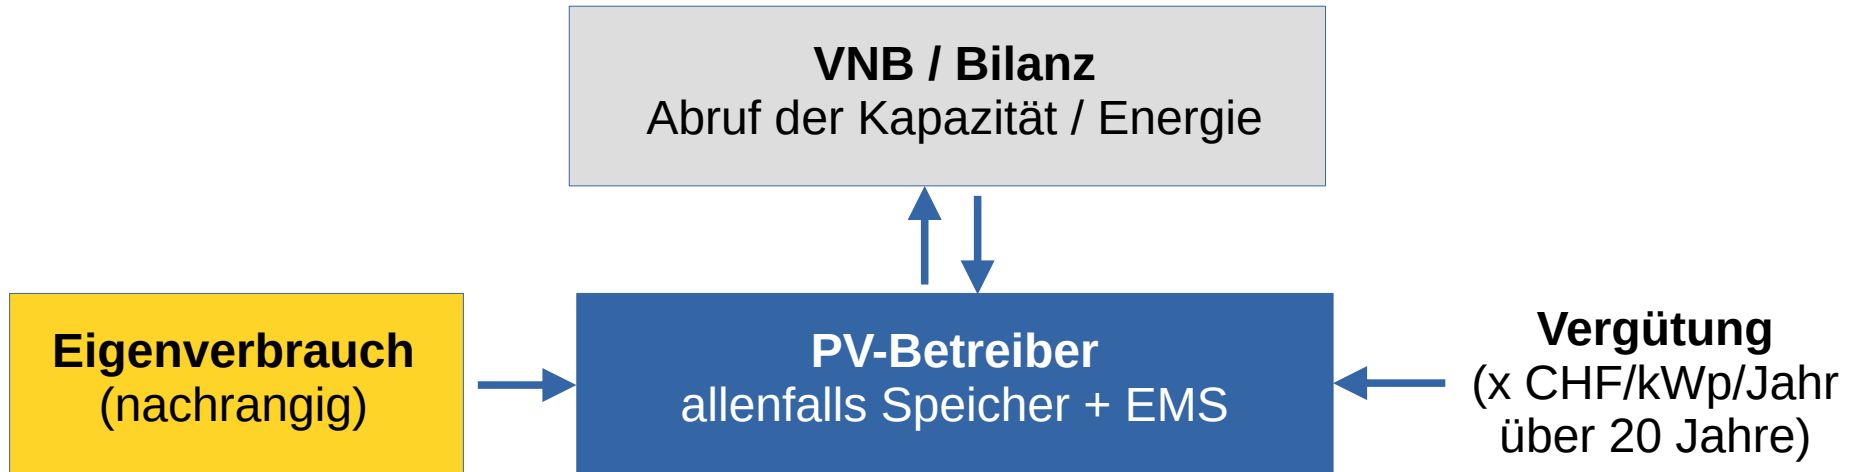 VNB / Bilanz
Abruf der Kapazität / Energie
Eigenverbrauch
(nachrangig)
PV-Betreiber
allenfalls Speicher + EMS
Vergütung
(x CHF/kWp/Jahr
über 20 Jahre)